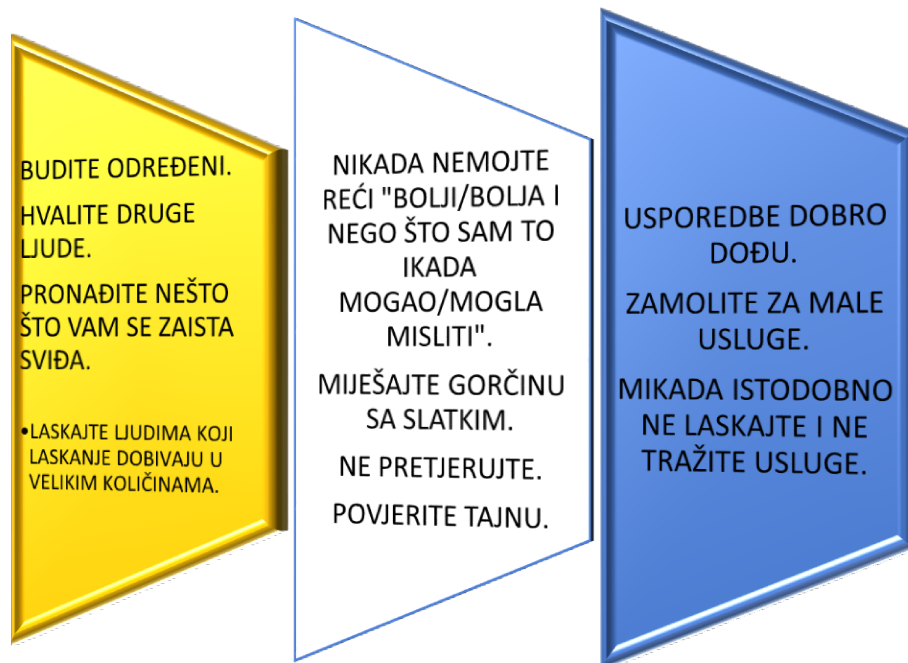 BUDITE ODREĐENI.
HVALITE DRUGE
LJUDE.
PRONAĐITE NEŠTO
ŠTO VAM SE ZAISTA
SVIĐA.
•LASKAJTE LJUDIMA KOJI
LASKANJE DOBIVAJU U
VELIKIM KOLIČINAMA.
NIKADA NEMOJTE
REĆI "BOLJI/BOLJA I
NEGO ŠTO SAM TO
IKADA
MOGAO/MOGLA
MISLITI".
MIJEŠAJTE GORČINU
SA SLATKIM.
NE PRETJERUJTE.
POVJERITE TAJNU.
USPOREDBE DOBRO
DOĐU.
ZAMOLITE ZA MALE
USLUGE.
MIKADA ISTODOBNO
NE LASKAJTE I NE
TRAŽITE USLUGE.